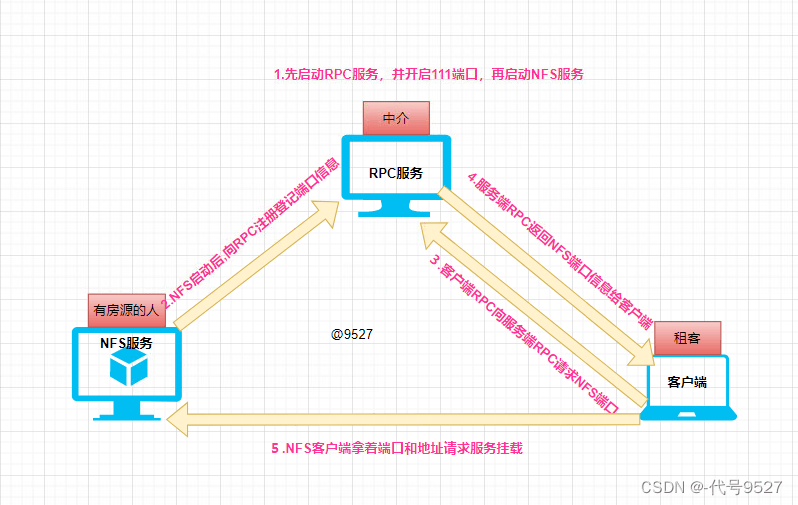 1.先启动RPC服务，并开启111端口，再启动NFS服务
中介
RPC服务
2.NFS启动后,向RPC注册登记端口信息
4.服务端RPC返回NFS端口信息给客户端
3 .客户端RPC向服务端RPC请求NFS端口
有房源的人
NFS服务
@9527
租客
客户端
5 .NFS客户端拿着端口和地址请求服务挂载
CSDN @-代号9527